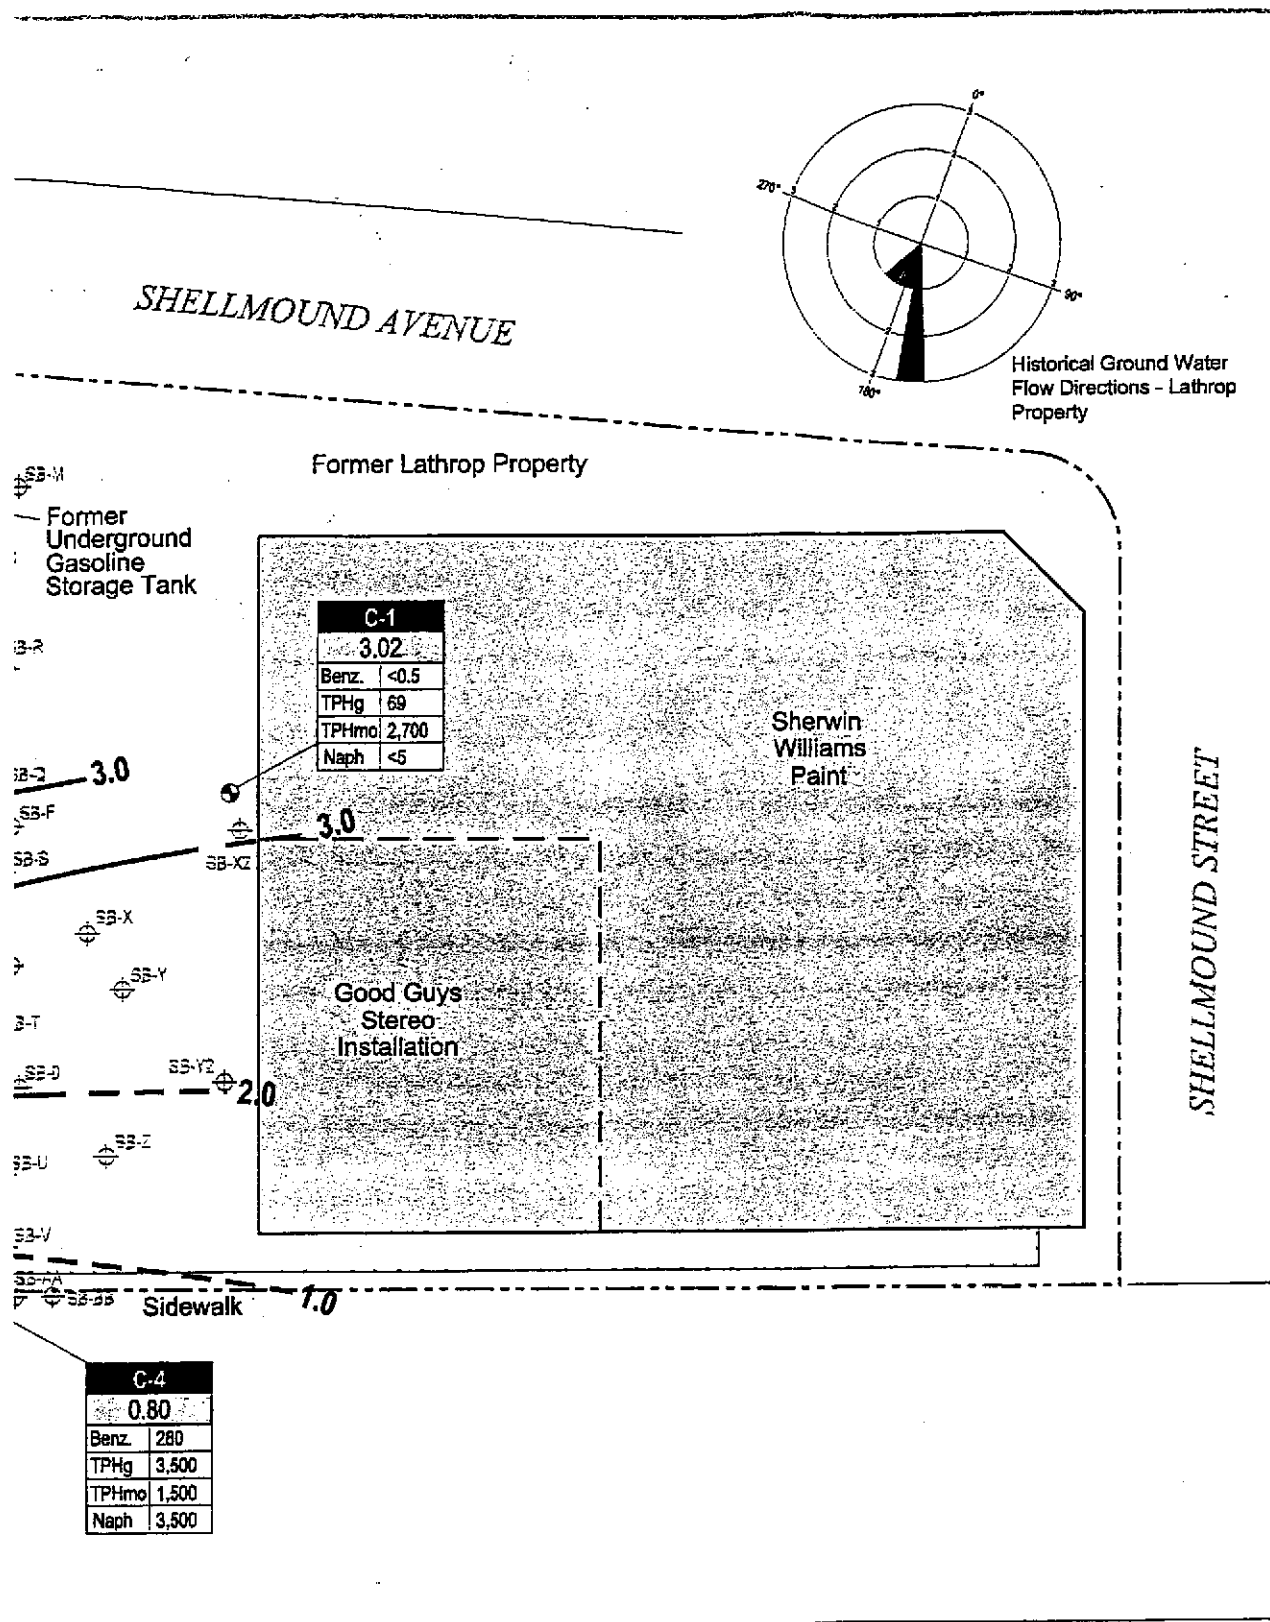 0°
270°
90°
180°
Historical Ground Water
Flow Directions - Lathrop
Property
SHELLMOUND AVENUE
Former Lathrop Property
SB-M
Former
Underground
Gasoline
Storage Tank
C-1
3.02
Benz. <0.5
TPHg 69
TPHmo 2,700
Naph <5
Sherwin
Williams
Paint
SHELLMOUND STREET
3.0
SB-F
3.0
SB-S
SB-XZ
SB-X
SB-Y
Good Guys
Stereo
Installation
SB-Y2
2.0
SB-Z
SB-U
SB-V
SB-AA
SB-BB
Sidewalk
1.0
C-4
0.80
Benz. 280
TPHg 3,500
TPHmo 1,500
Naph 3,500